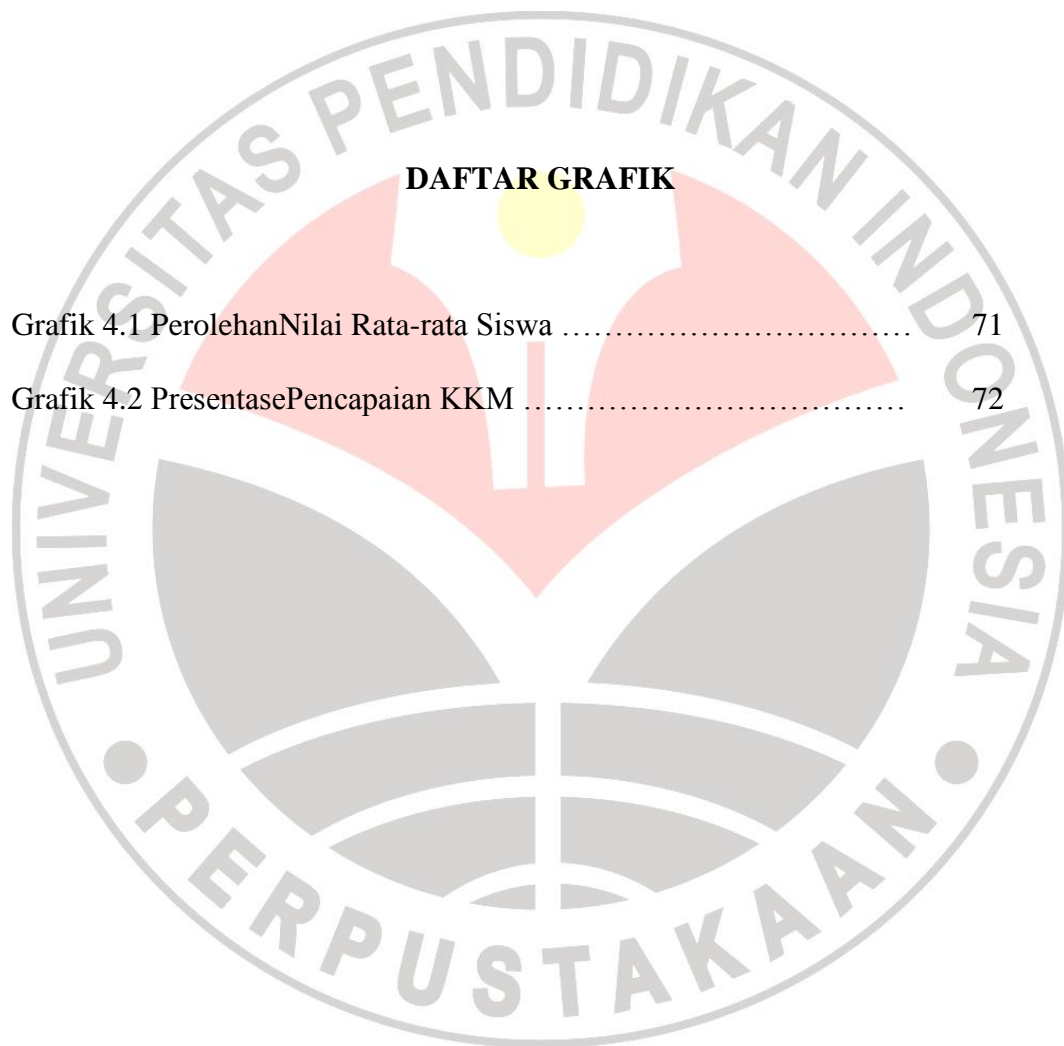 UNIVERSITAS PENDIDIKAN INDONESIA
DAFTAR GRAFIK
Grafik 4.1 PerolehanNilai Rata-rata Siswa …………………………… 71
Grafik 4.2 PresentasePencapaian KKM ……………………………… 72
PERPUSTAKAAN